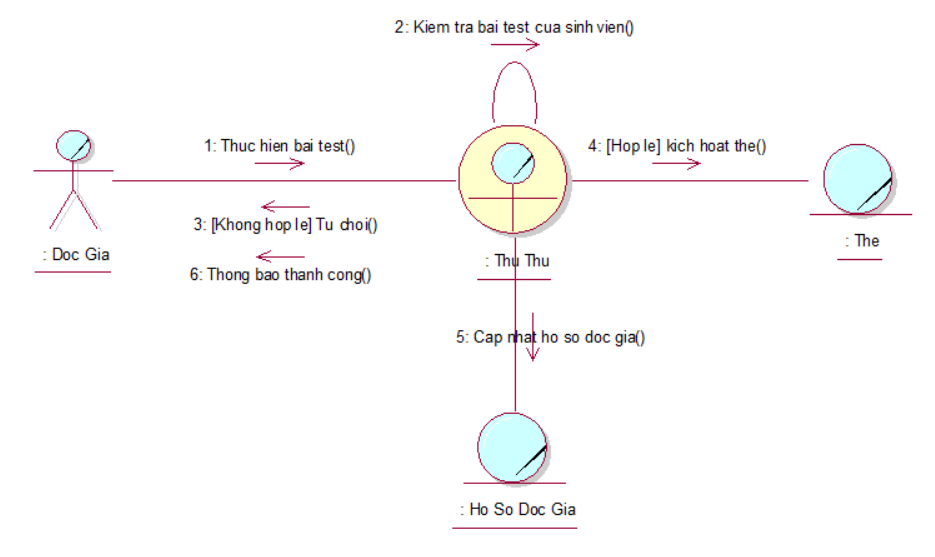 2: Kiem tra bai test cua sinh vien()
1: Thuc hien bai test()
4: [Hop le] kich hoat the()
3: [Khong hop le] Tu choi()
: Doc Gia
: Thu Thu
: The
6: Thong bao thanh cong()
5: Cap nhat ho so doc gia()
: Ho So Doc Gia